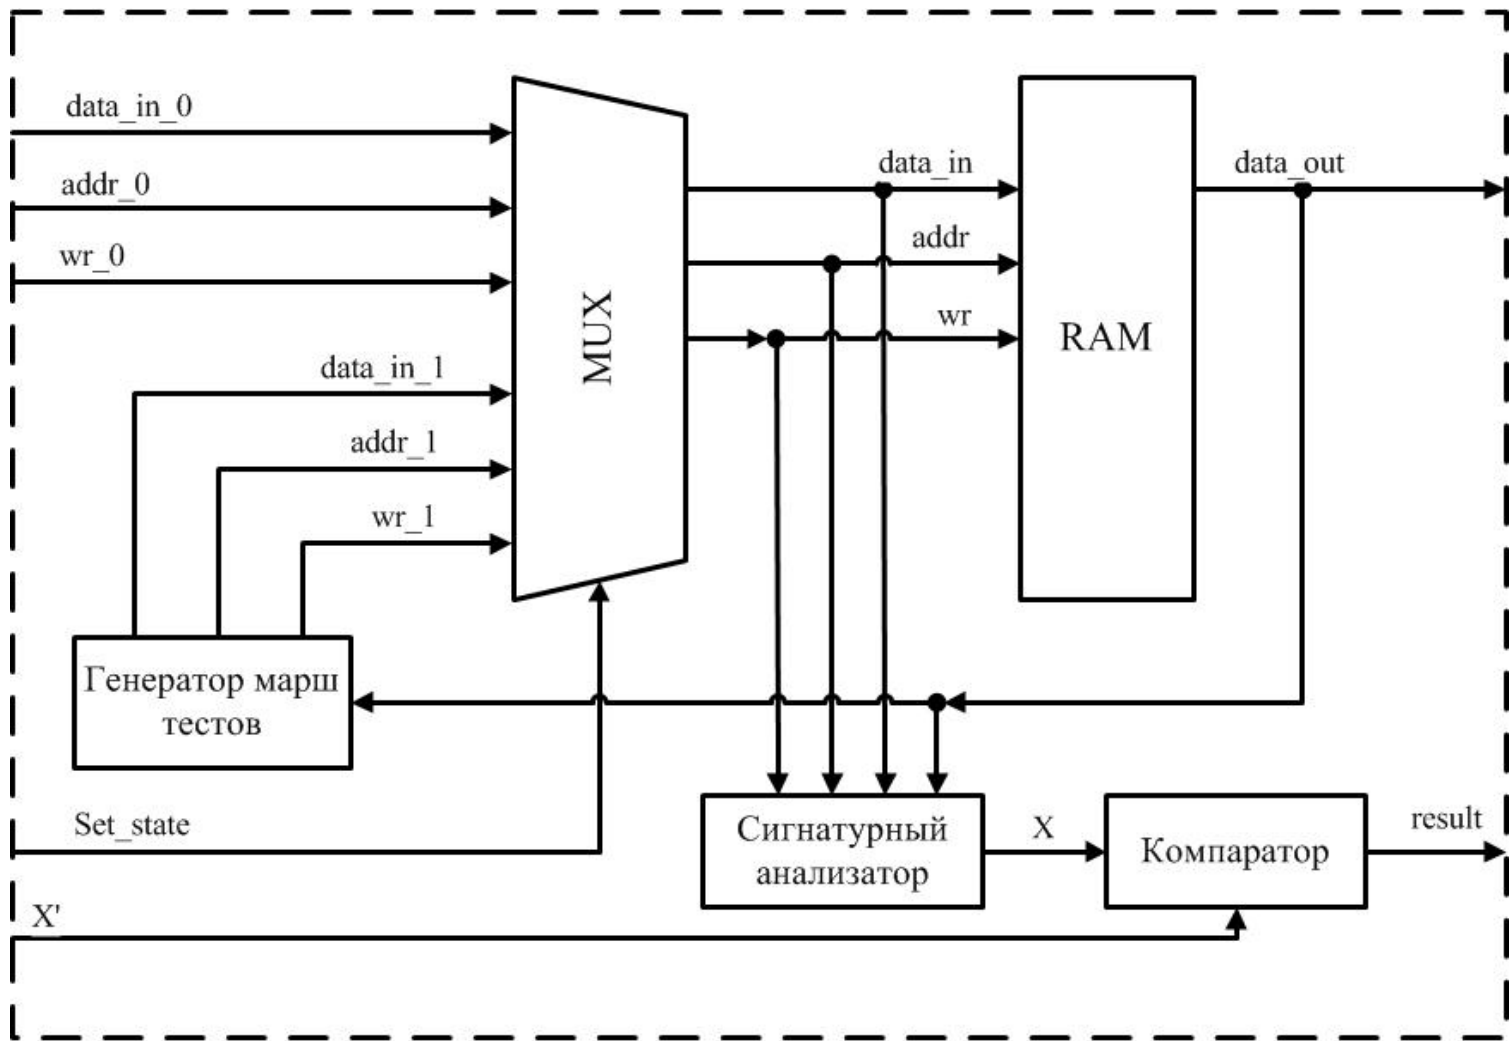 data_in_0
addr_0
wr_0
data_in_1
addr_1
wr_1
MUX
data_in
addr
wr
RAM
data_out
Генератор марш
тестов
Set_state
X'
Сигнатурный
анализатор
X
Компаратор
result